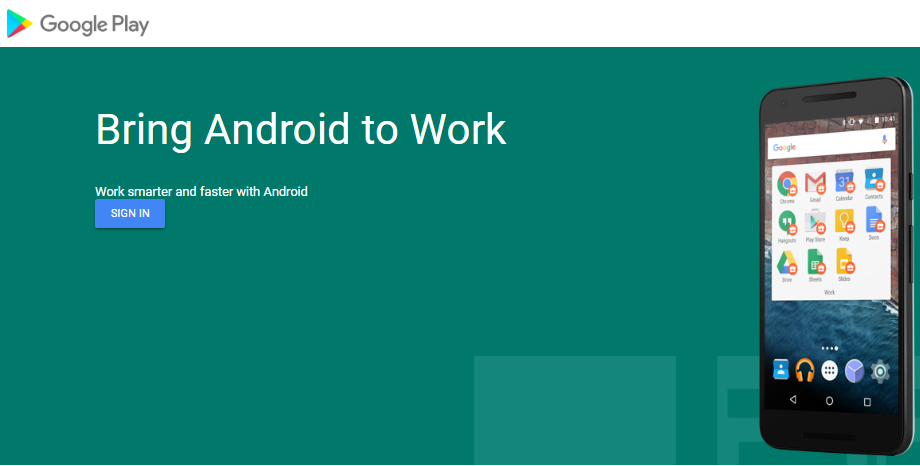 Google Play
Bring Android to Work
Work smarter and faster with Android
SIGN IN
10:41
Google
31
Chrome
Gmail
Calendar
Contacts
Hangouts
Play Store
Keep
Docs
Drive
Sheets
Slides
Work